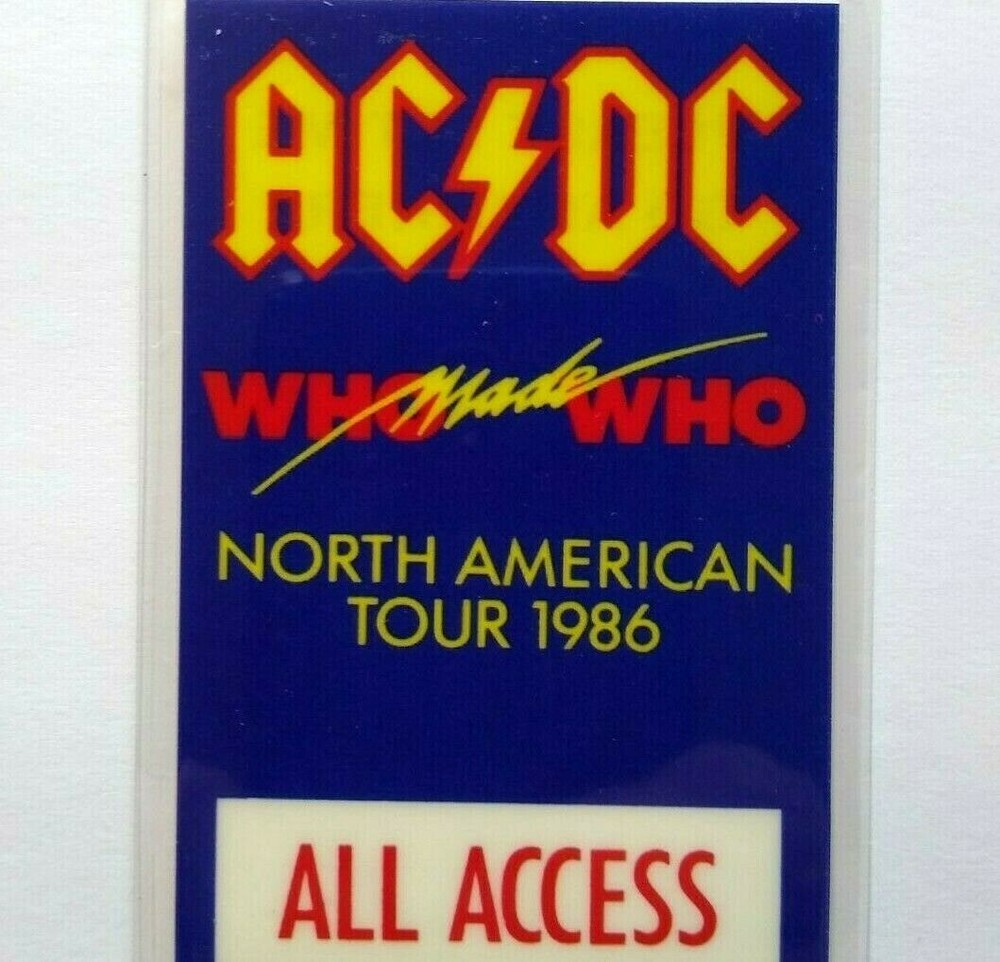 AC/DC
WHO Made WHO
NORTH AMERICAN
TOUR 1986
ALL ACCESS